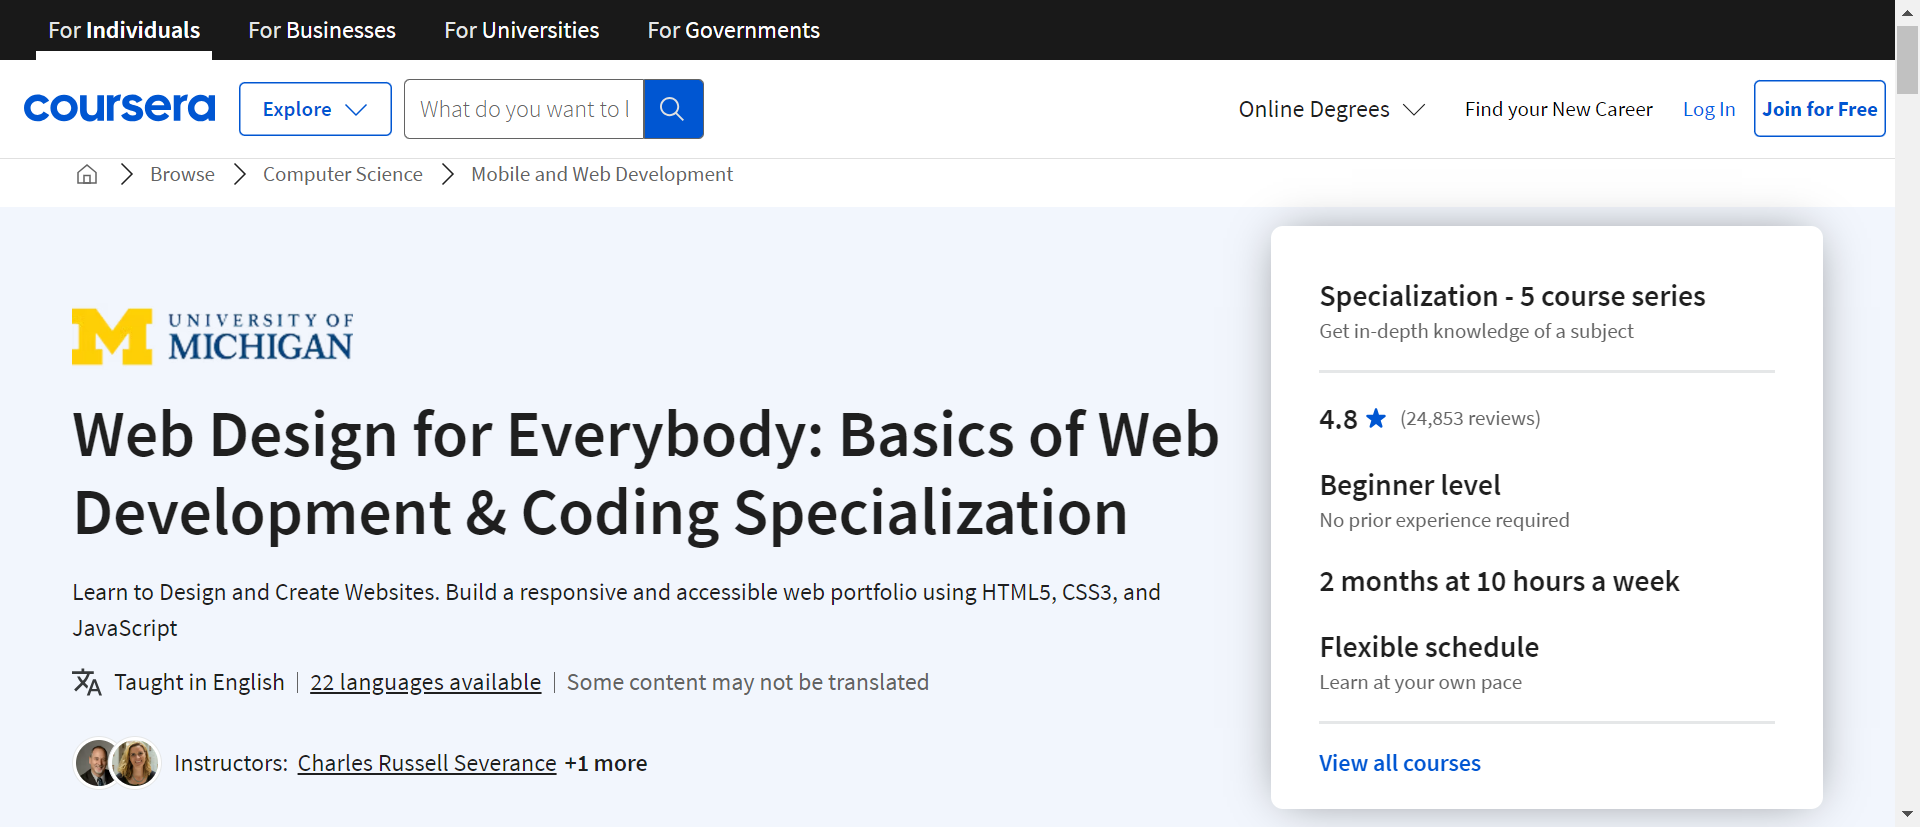 For Individuals
For Businesses
For Universities
For Governments
coursera
Explore
What do you want to l
Online Degrees
Find your New Career
Log In
Join for Free
Browse
Computer Science
Mobile and Web Development
UNIVERSITY OF
MICHIGAN
Web Design for Everybody: Basics of Web
Development & Coding Specialization
Learn to Design and Create Websites. Build a responsive and accessible web portfolio using HTML5, CSS3, and
JavaScript
Taught in English
22 languages available
Some content may not be translated
Instructors: Charles Russell Severance +1 more
Specialization - 5 course series
Get in-depth knowledge of a subject
4.8 ★ (24,853 reviews)
Beginner level
No prior experience required
2 months at 10 hours a week
Flexible schedule
Learn at your own pace
View all courses